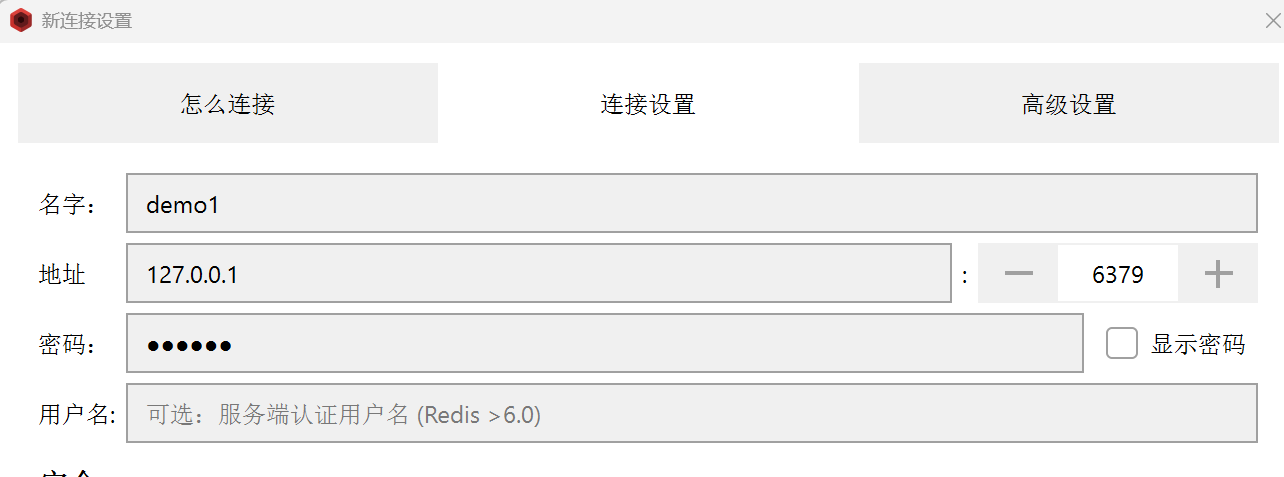 新连接设置
怎么连接 连接设置 高级设置
名字： demo1
地址 127.0.0.1 : 6379
密码： ●●●●●● 显示密码
用户名: 可选：服务端认证用户名 (Redis >6.0)